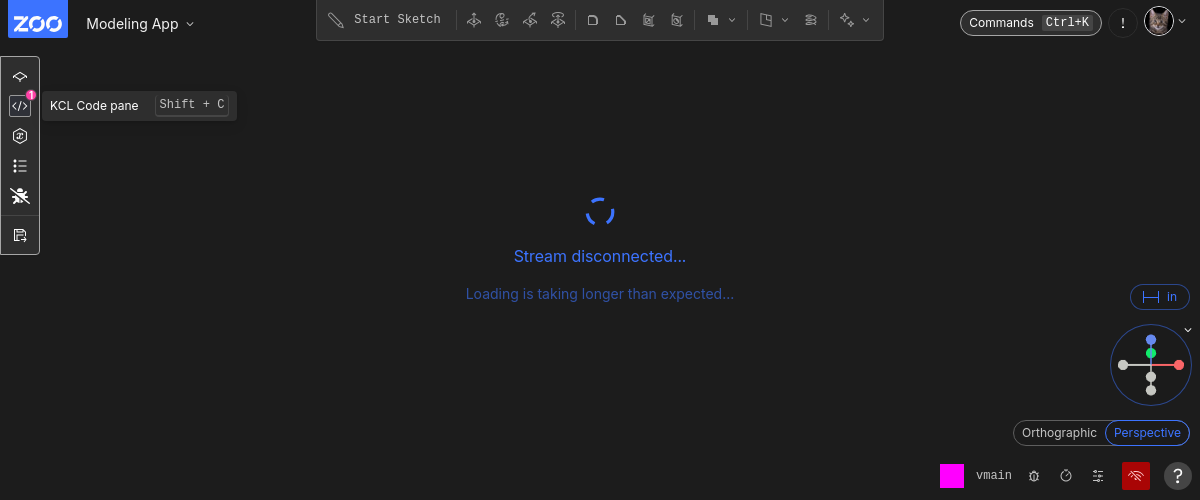 ZOO Modeling App Start Sketch Commands Ctrl+K !
1
KCL Code pane Shift + C
Stream disconnected...
Loading is taking longer than expected...
in
Orthographic Perspective
vmain ?